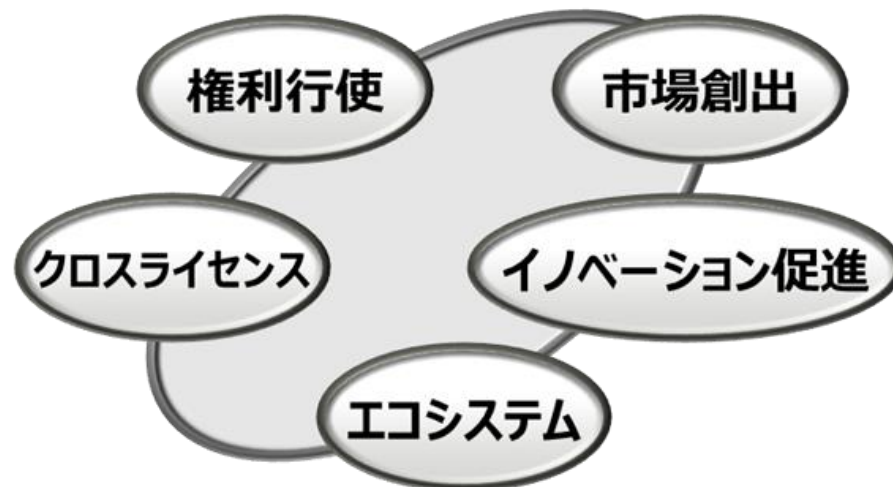 権利行使
市場創出
クロスライセンス
イノベーション促進
エコシステム